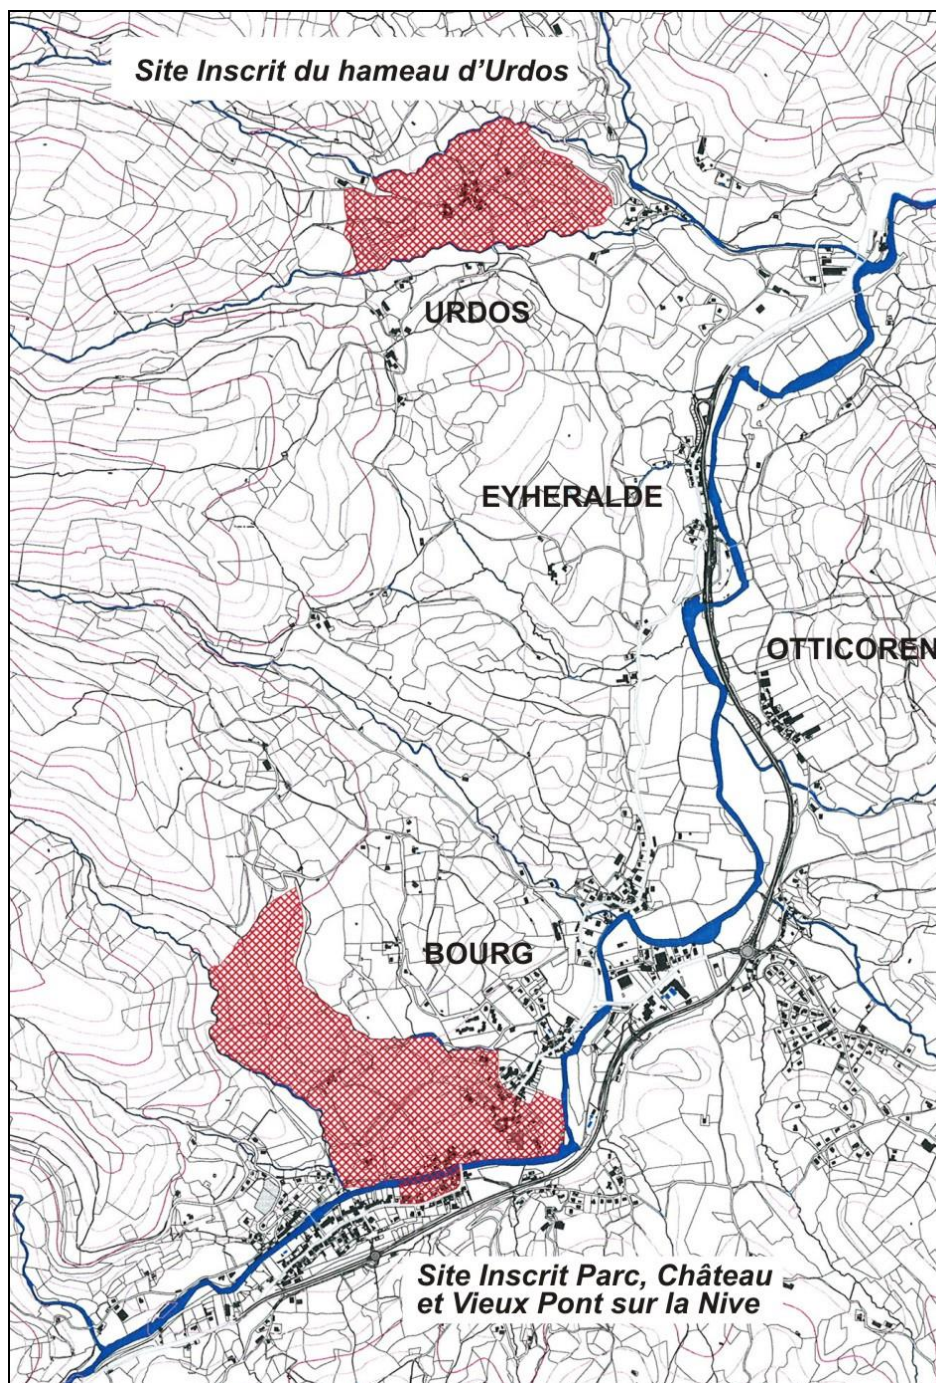 Site Inscrit du hameau d'Urdos
URDOS
EYHERALDE
OTTICOREN
BOURG
Site Inscrit Parc, Château
et Vieux Pont sur la Nive